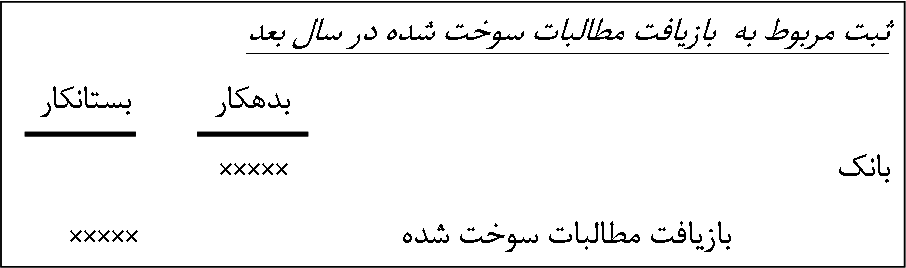 ثبت مربوط به بازیافت مطالبات سوخت شده در سال بعد
بدهکار بستانکار
بانک ×××××
بازیافت مطالبات سوخت شده ×××××